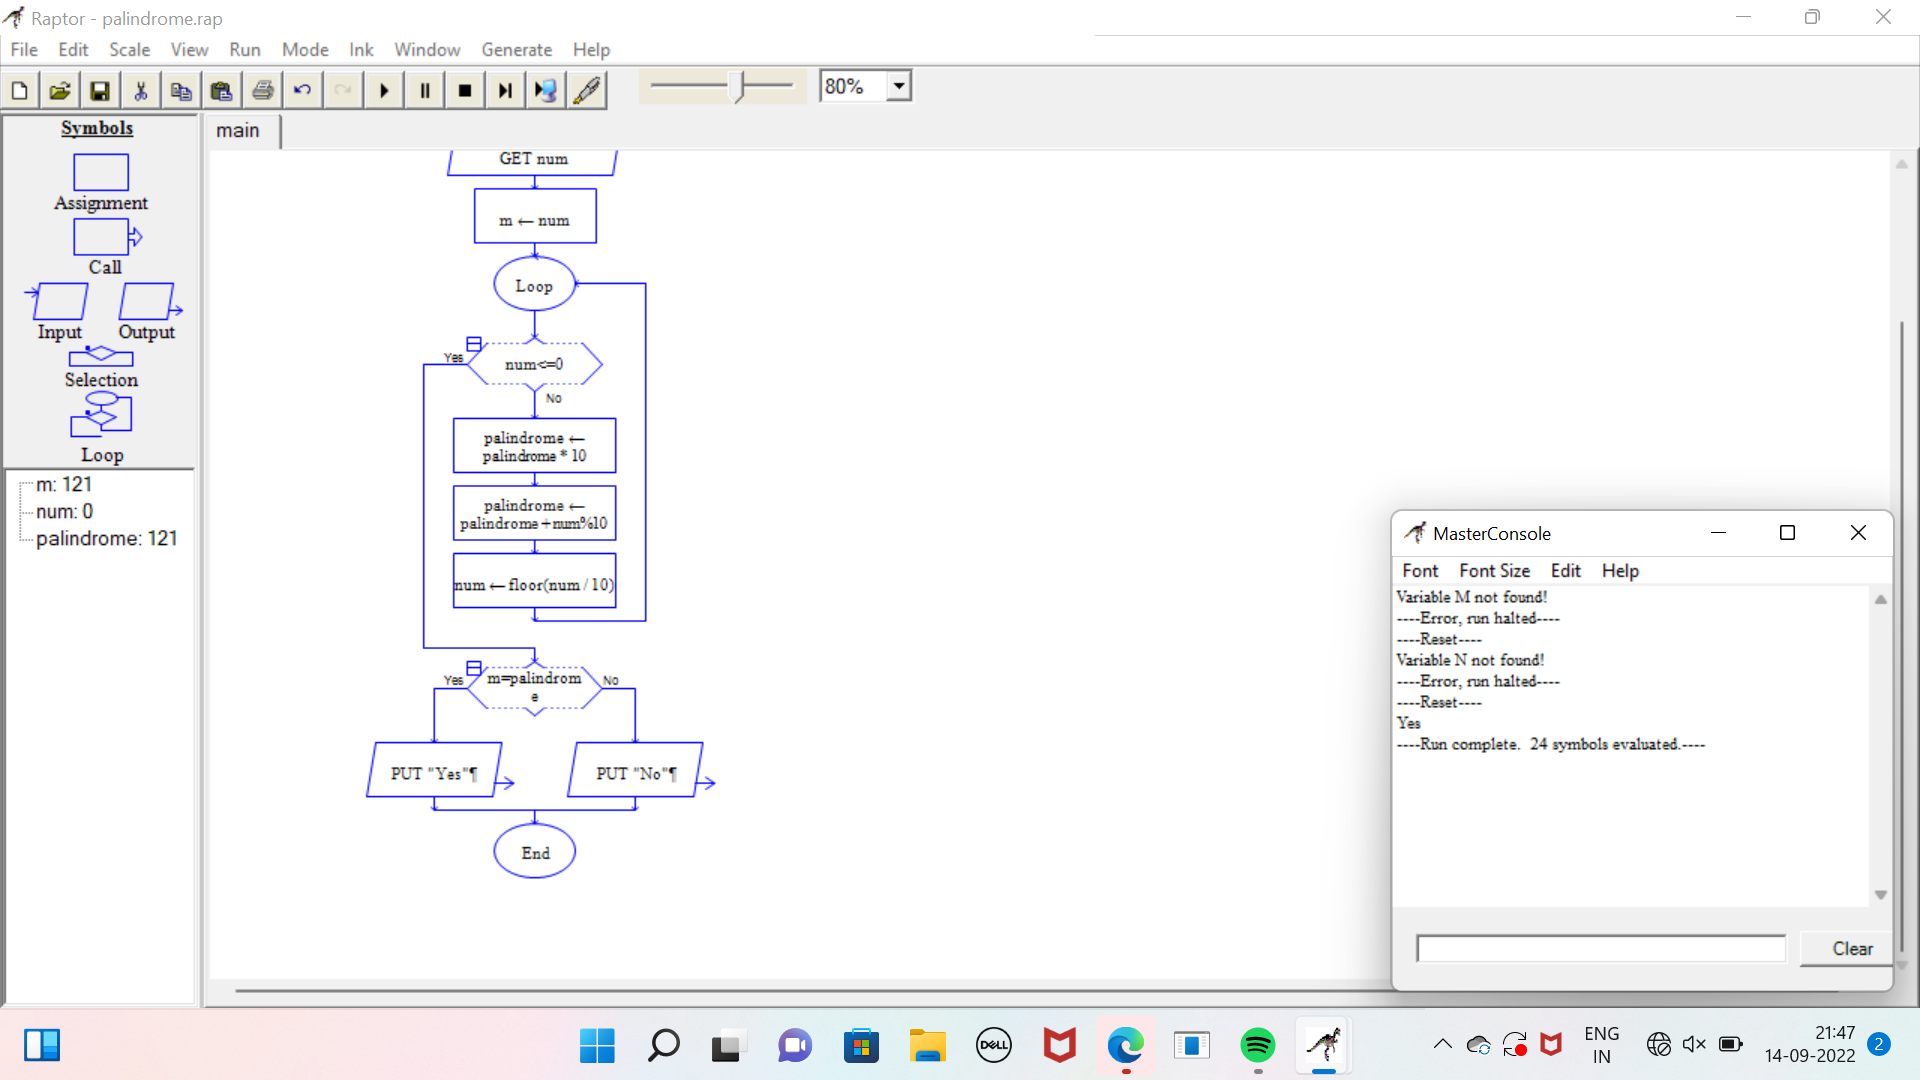 Raptor - palindrome.rap
File Edit Scale View Run Mode Ink Window Generate Help
80%
Symbols
Assignment
Call
Input Output
Selection
Loop
m: 121
num: 0
palindrome: 121
main
GET num
m ← num
Loop
Yes
num<=0
No
palindrome ←
palindrome * 10
palindrome ←
palindrome+num%10
num ← floor(num / 10)
Yes
m=palindrom
e
No
PUT "Yes"¶
PUT "No"¶
End
MasterConsole
Font Font Size Edit Help
Variable M not found!
----Error, run halted----
----Reset----
Variable N not found!
----Error, run halted----
----Reset----
Yes
----Run complete.  24 symbols evaluated.----
Clear
DELL
ENG
IN
21:47
14-09-2022
2